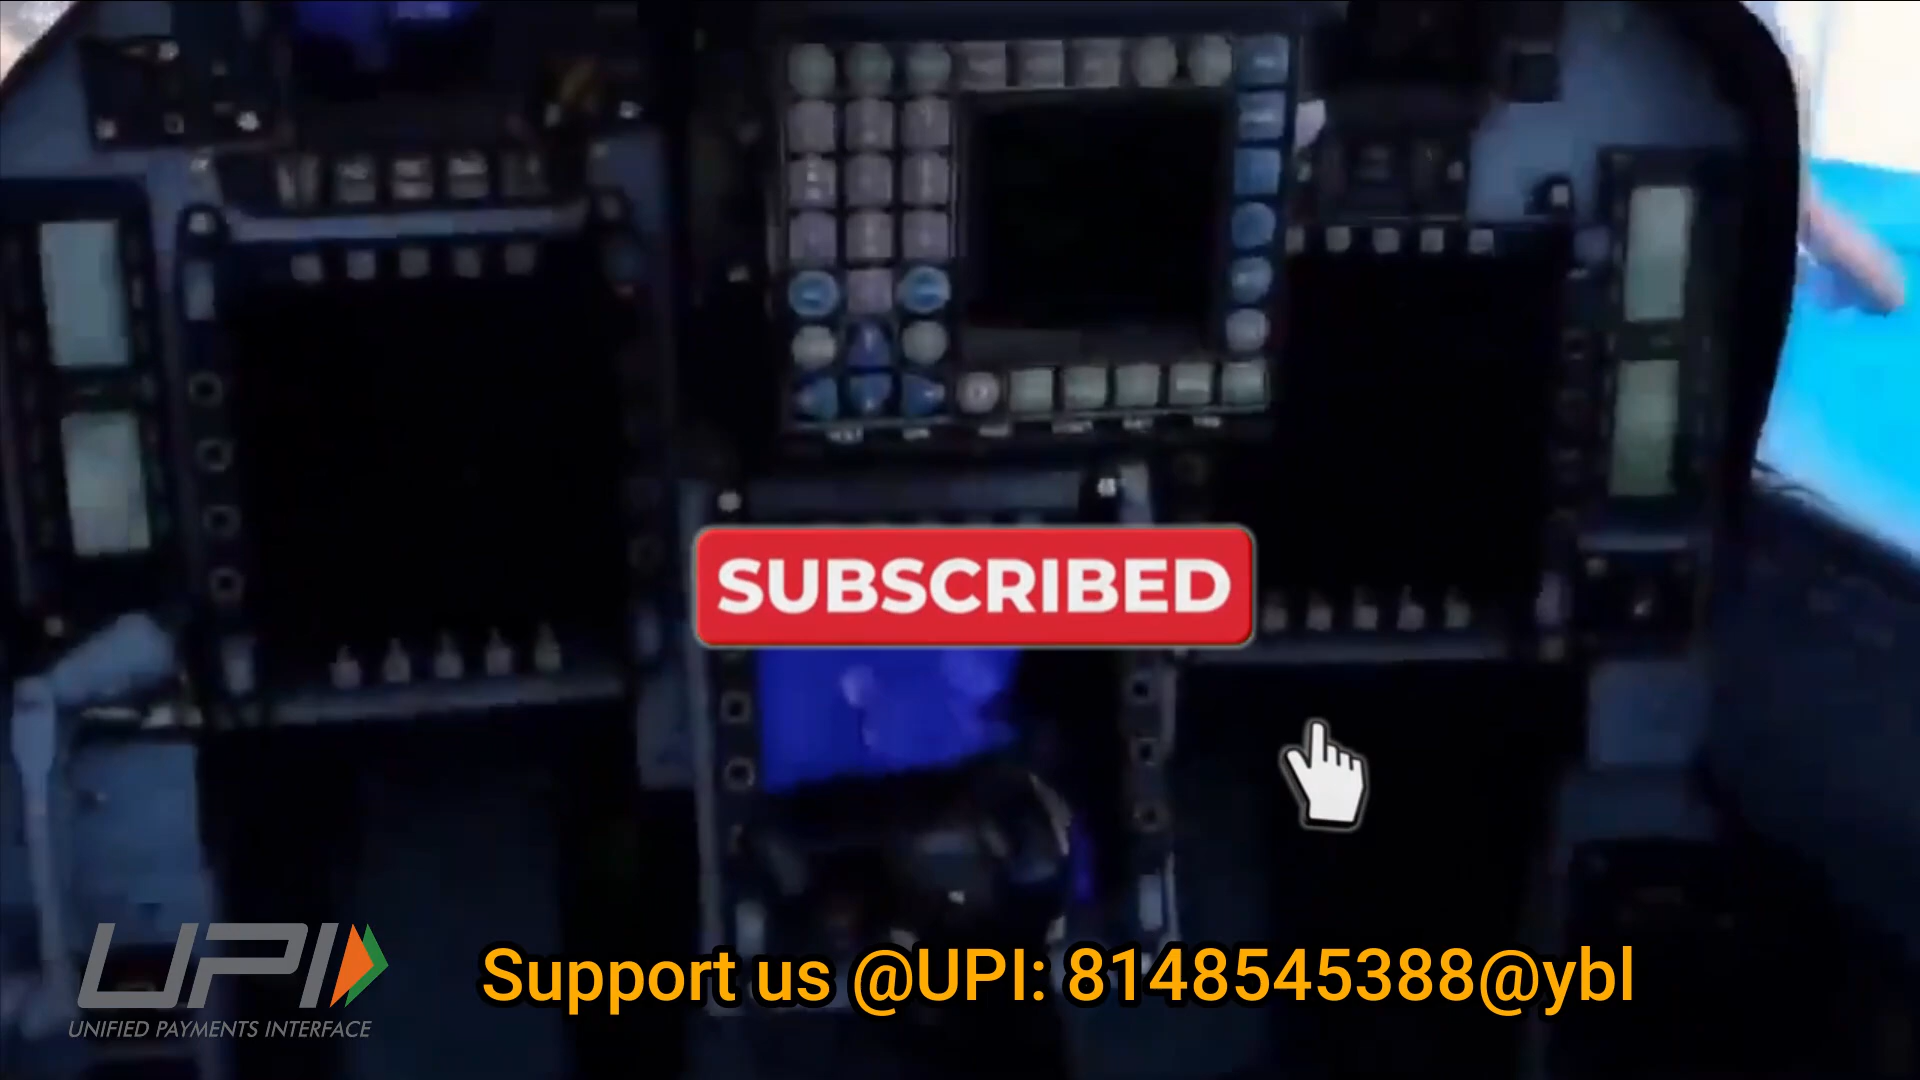 SUBSCRIBED
UPI
UNIFIED PAYMENTS INTERFACE
Support us @UPI: 8148545388@ybl